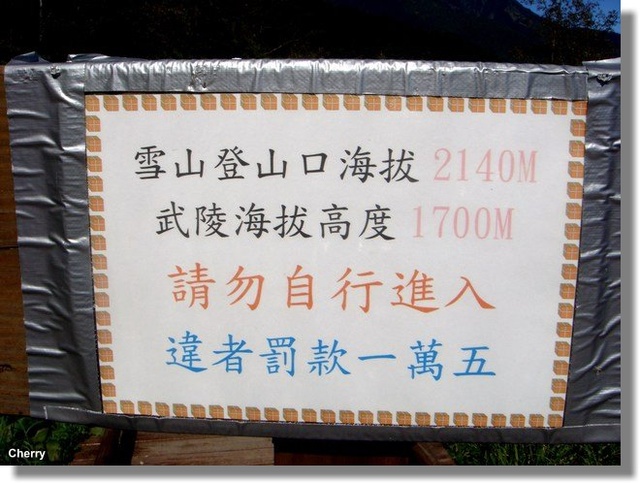 雪山登山口海拔 2140M
武陵海拔高度 1700M
請勿自行進入
違者罰款一萬五
Cherry